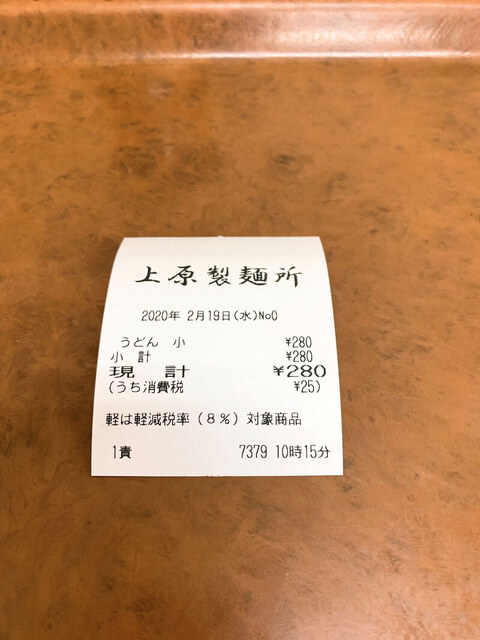 上原製麺所
2020年 2月19日(水)No0
うどん 小 ¥280
小 計 ¥280
現 計 ¥280
(うち消費税 ¥25)
軽は軽減税率(8%)対象商品
1責 7379 10時15分